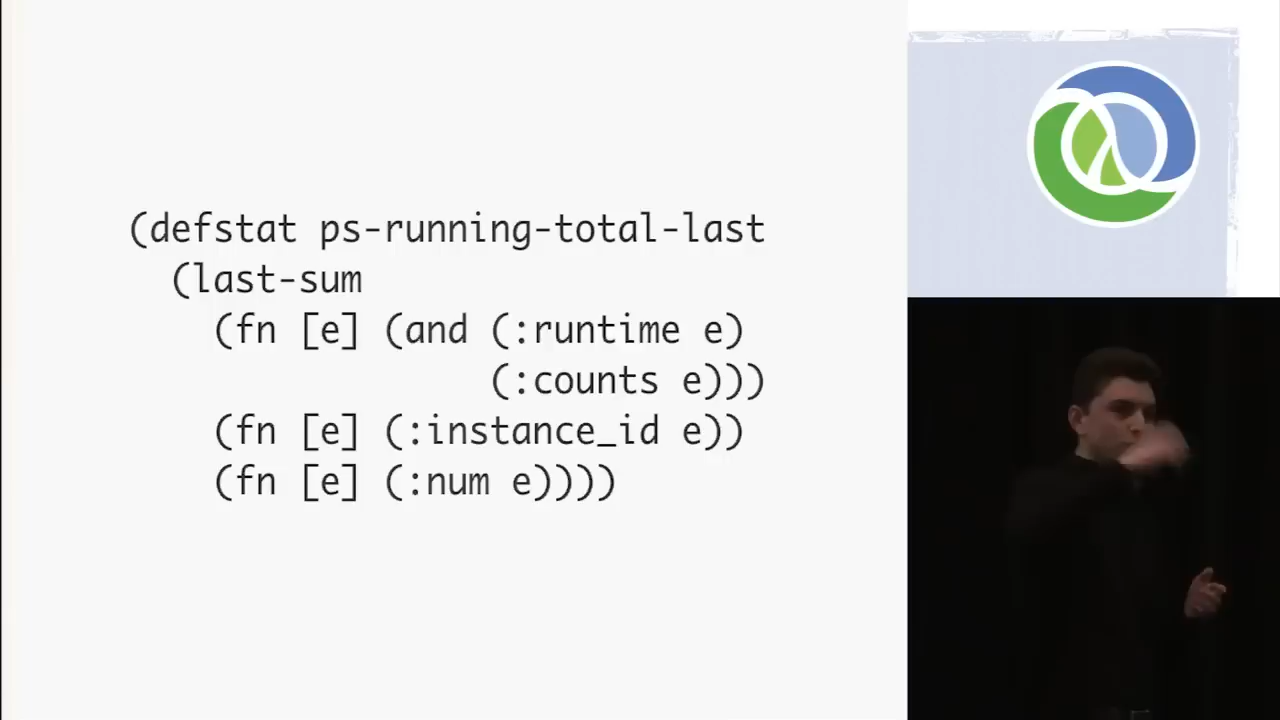 (defstat ps-running-total-last
(last-sum
(fn [e] (and (:runtime e)
(:counts e)))
(fn [e] (:instance_id e))
(fn [e] (:num e))))